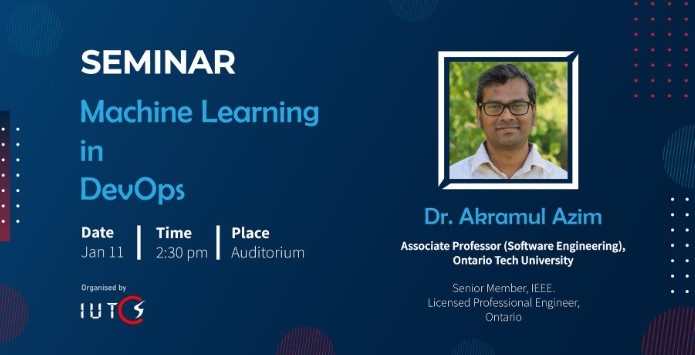 SEMINAR
Machine Learning
in
DevOps
Date
Jan 11
Time
2:30 pm
Place
Auditorium
Organised by
IUTCS
Dr. Akramul Azim
Associate Professor (Software Engineering),
Ontario Tech University
Senior Member, IEEE.
Licensed Professional Engineer,
Ontario